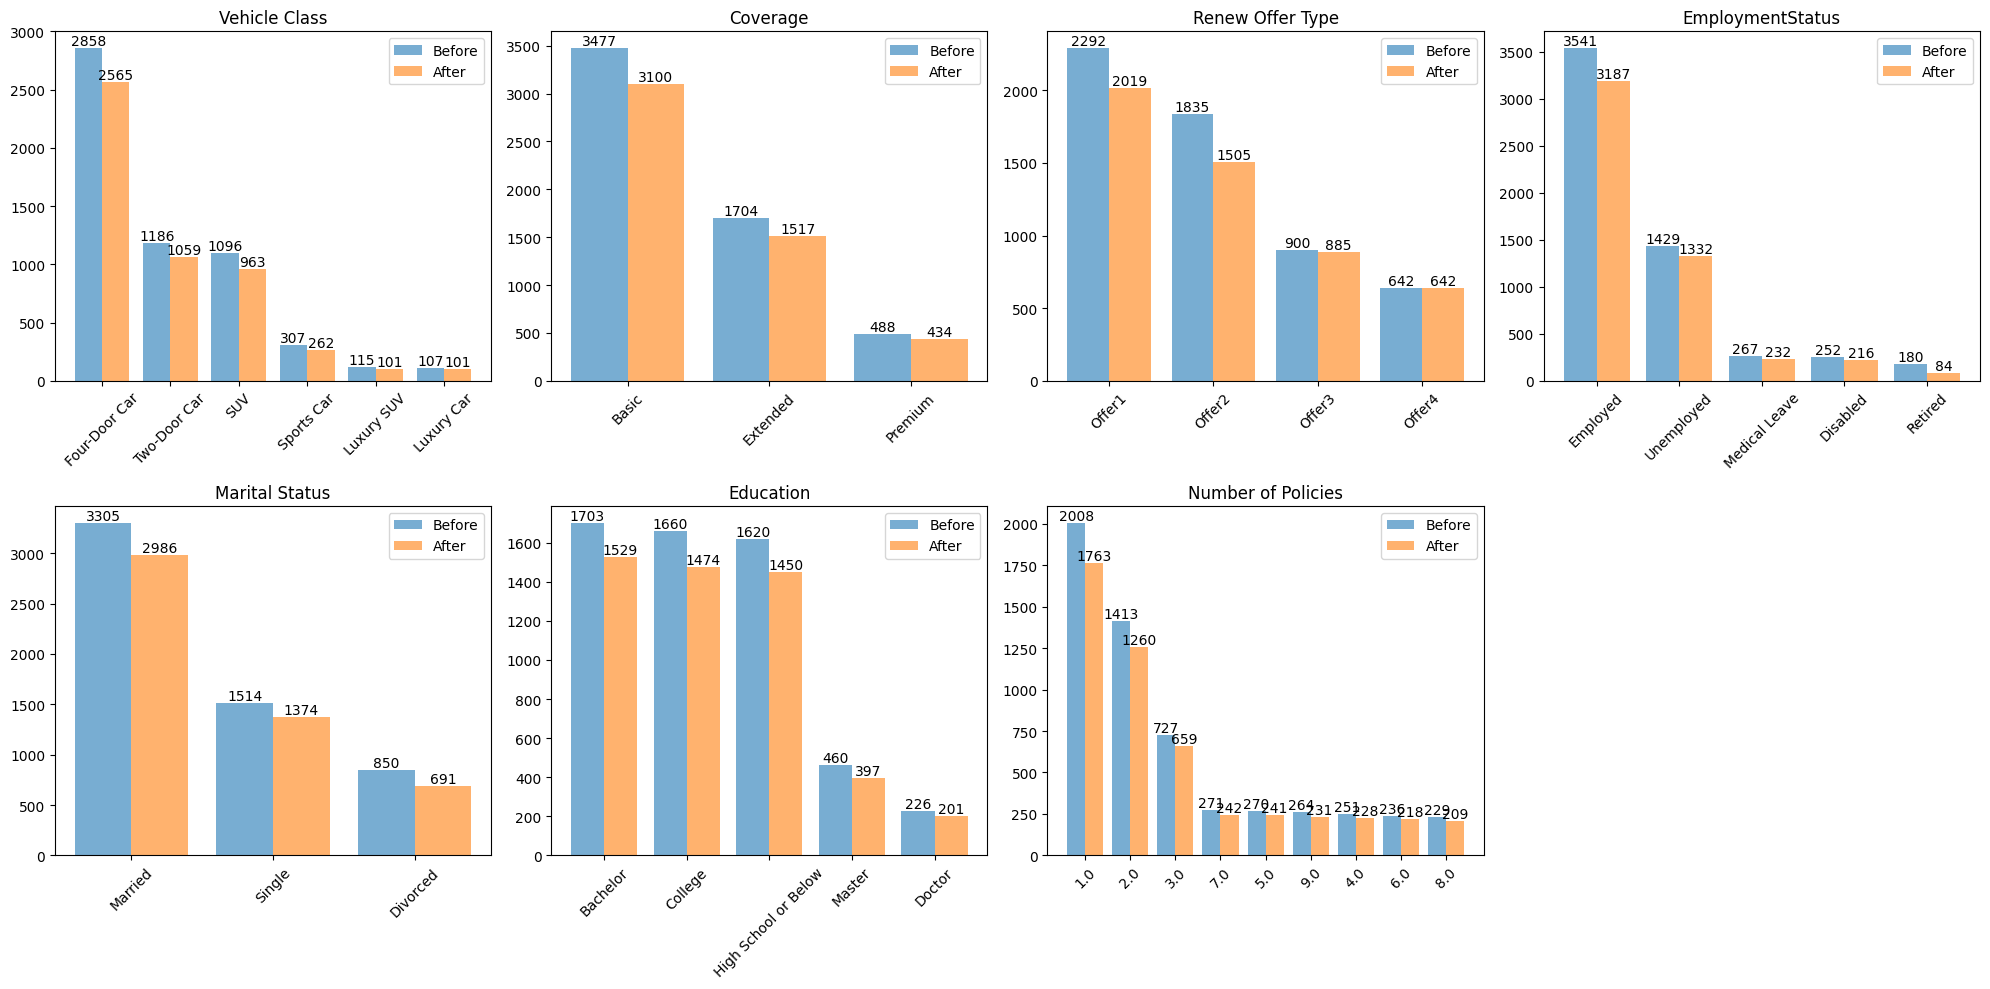 Vehicle Class
Before
After
3000
2500
2000
1500
1000
500
0
2858
2565
1186
1059
1096
963
307
262
115
101
107
101
Four-Door Car
Two-Door Car
SUV
Sports Car
Luxury SUV
Luxury Car
Coverage
Before
After
3500
3000
2500
2000
1500
1000
500
0
3477
3100
1704
1517
488
434
Basic
Extended
Premium
Renew Offer Type
Before
After
2000
1500
1000
500
0
2292
2019
1835
1505
900
885
642
642
Offer1
Offer2
Offer3
Offer4
EmploymentStatus
Before
After
3500
3000
2500
2000
1500
1000
500
0
3541
3187
1429
1332
267
232
252
216
180
84
Employed
Unemployed
Medical Leave
Disabled
Retired
Marital Status
Before
After
3000
2500
2000
1500
1000
500
0
3305
2986
1514
1374
850
691
Married
Single
Divorced
Education
Before
After
1600
1400
1200
1000
800
600
400
200
0
1703
1529
1660
1474
1620
1450
460
397
226
201
Bachelor
College
High School or Below
Master
Doctor
Number of Policies
Before
After
2000
1750
1500
1250
1000
750
500
250
0
2008
1763
1413
1260
727
659
271
242
270
241
264
231
251
228
236
218
229
209
1.0
2.0
3.0
7.0
5.0
9.0
4.0
6.0
8.0